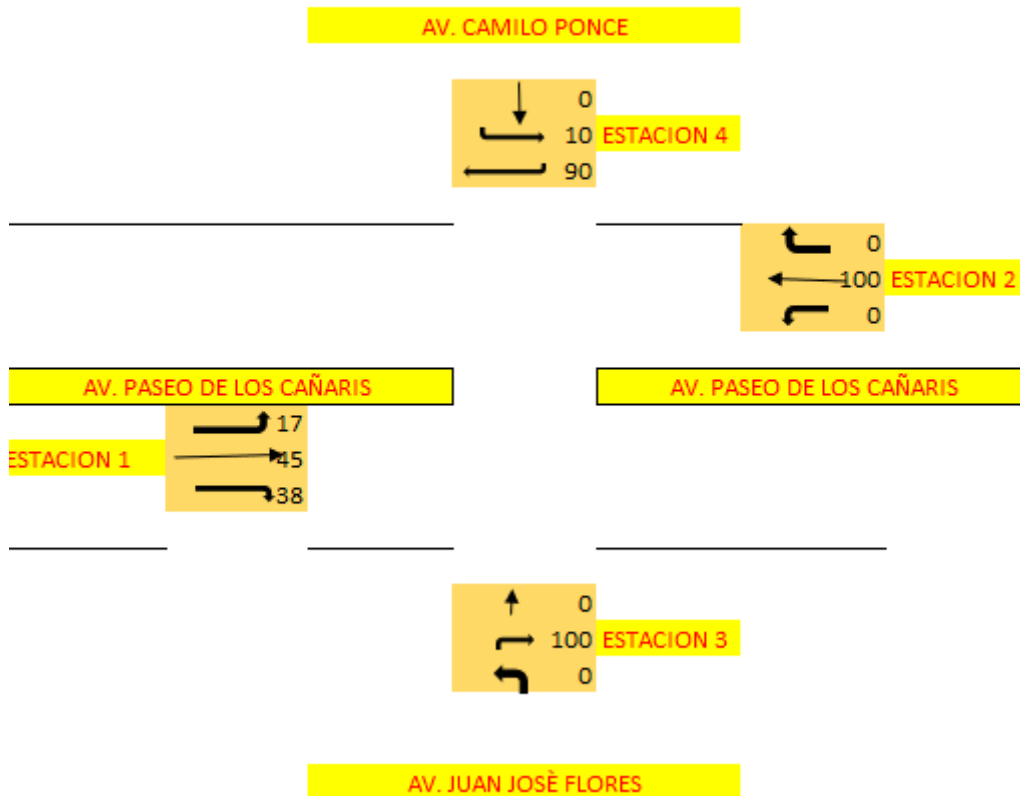 AV. CAMILO PONCE
0
10 ESTACION 4
90
0
100 ESTACION 2
0
AV. PASEO DE LOS CAÑARIS
AV. PASEO DE LOS CAÑARIS
17
ESTACION 1 45
38
0
100 ESTACION 3
0
AV. JUAN JOSÈ FLORES